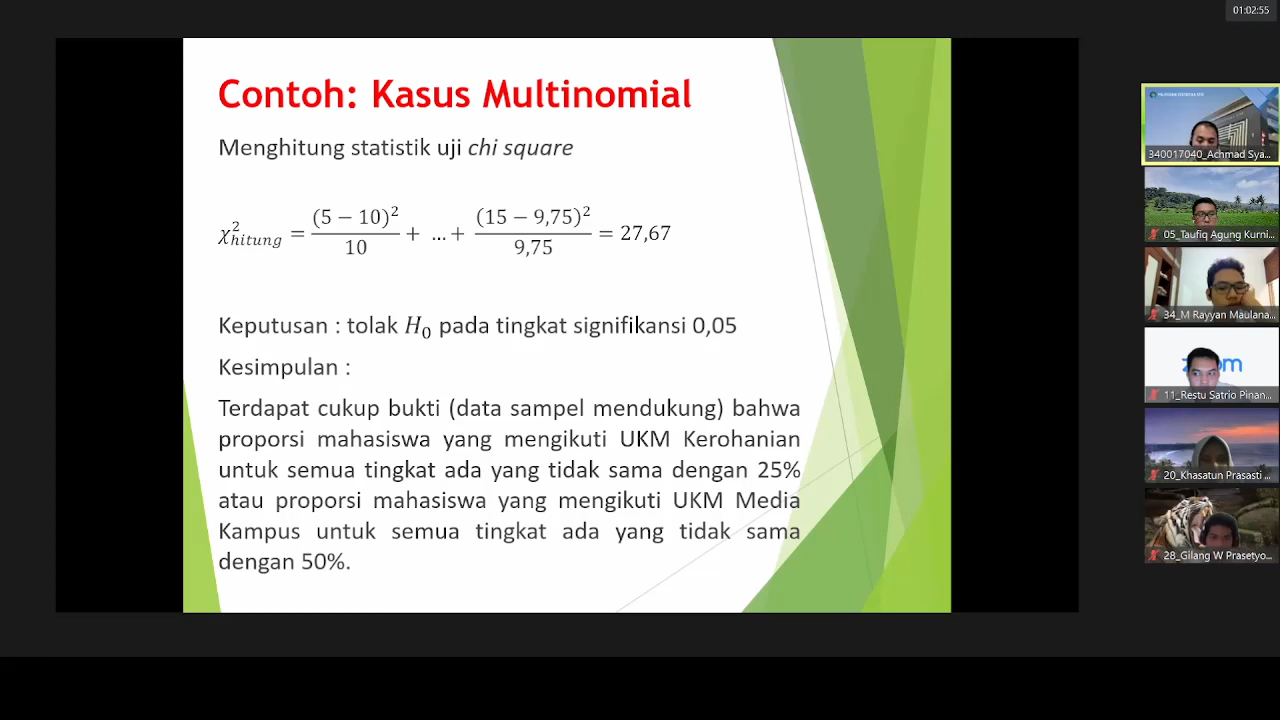 01:02:55
Contoh: Kasus Multinomial
Menghitung statistik uji chi square
χ²hitung = (5 − 10)²/10 + …+ (15 − 9,75)²/9,75 = 27,67
Keputusan : tolak H₀ pada tingkat signifikansi 0,05
Kesimpulan :
Terdapat cukup bukti (data sampel mendukung) bahwa
proporsi mahasiswa yang mengikuti UKM Kerohanian
untuk semua tingkat ada yang tidak sama dengan 25%
atau proporsi mahasiswa yang mengikuti UKM Media
Kampus untuk semua tingkat ada yang tidak sama
dengan 50%.
340017040_Achmad Sya...
05_Taufiq Agung Kurni...
34_M Rayyan Maulana...
11_Restu Satrio Pinan...
20_Khasatun Prasasti ...
28_Gilang W Prasetyo...